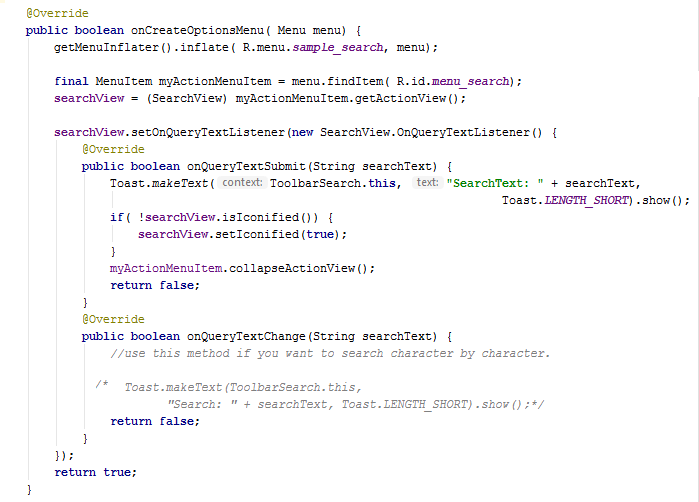 @Override
public boolean onCreateOptionsMenu( Menu menu) {
getMenuInflater().inflate( R.menu.sample_search, menu);
final MenuItem myActionMenuItem = menu.findItem( R.id.menu_search);
searchView = (SearchView) myActionMenuItem.getActionView();
searchView.setOnQueryTextListener(new SearchView.OnQueryTextListener() {
@Override
public boolean onQueryTextSubmit(String searchText) {
Toast.makeText( context: ToolbarSearch.this, text: "SearchText: " + searchText,
Toast.LENGTH_SHORT).show();
if( !searchView.isIconified()) {
searchView.setIconified(true);
}
myActionMenuItem.collapseActionView();
return false;
}
@Override
public boolean onQueryTextChange(String searchText) {
//use this method if you want to search character by character.
/* Toast.makeText(ToolbarSearch.this,
"Search: " + searchText, Toast.LENGTH_SHORT).show();*/
return false;
}
});
return true;
}